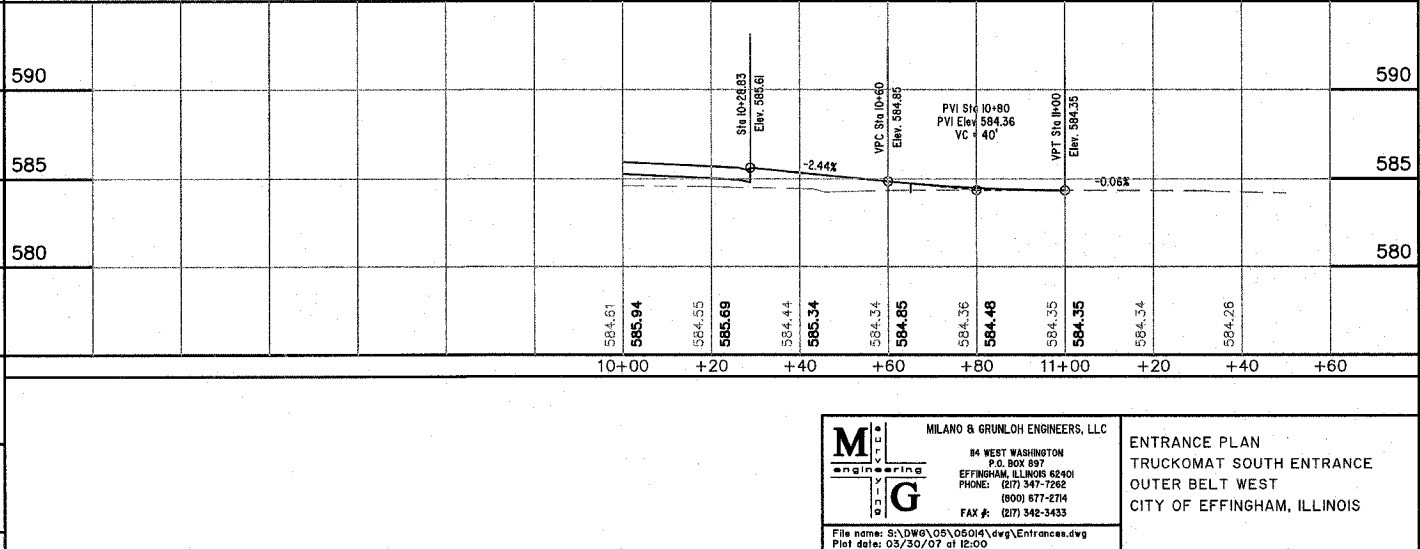 590
590
Sta 10+28.83
Elev. 585.61
VPC Sta 10+60
Elev. 584.85
PVI Sta 10+80
PVI Elev 584.36
VC = 40'
VPT Sta 11+00
Elev. 584.35
585
-2.44%
-0.06%
585
580
580
584.61
585.94
584.55
585.69
584.44
585.34
584.34
584.85
584.36
584.48
584.35
584.35
584.34
584.26
10+00 +20 +40 +60 +80 11+00 +20 +40 +60
M
surveying
engineering
G
MILANO & GRUNLOH ENGINEERS, LLC
114 WEST WASHINGTON
P.O. BOX 897
EFFINGHAM, ILLINOIS 62401
PHONE: (217) 347-7262
(800) 677-2714
FAX #: (217) 342-3433
File name: S:\DWG\05\05014\dwg\Entrances.dwg
Plot date: 03/30/07 at 12:00
ENTRANCE PLAN
TRUCKOMAT SOUTH ENTRANCE
OUTER BELT WEST
CITY OF EFFINGHAM, ILLINOIS